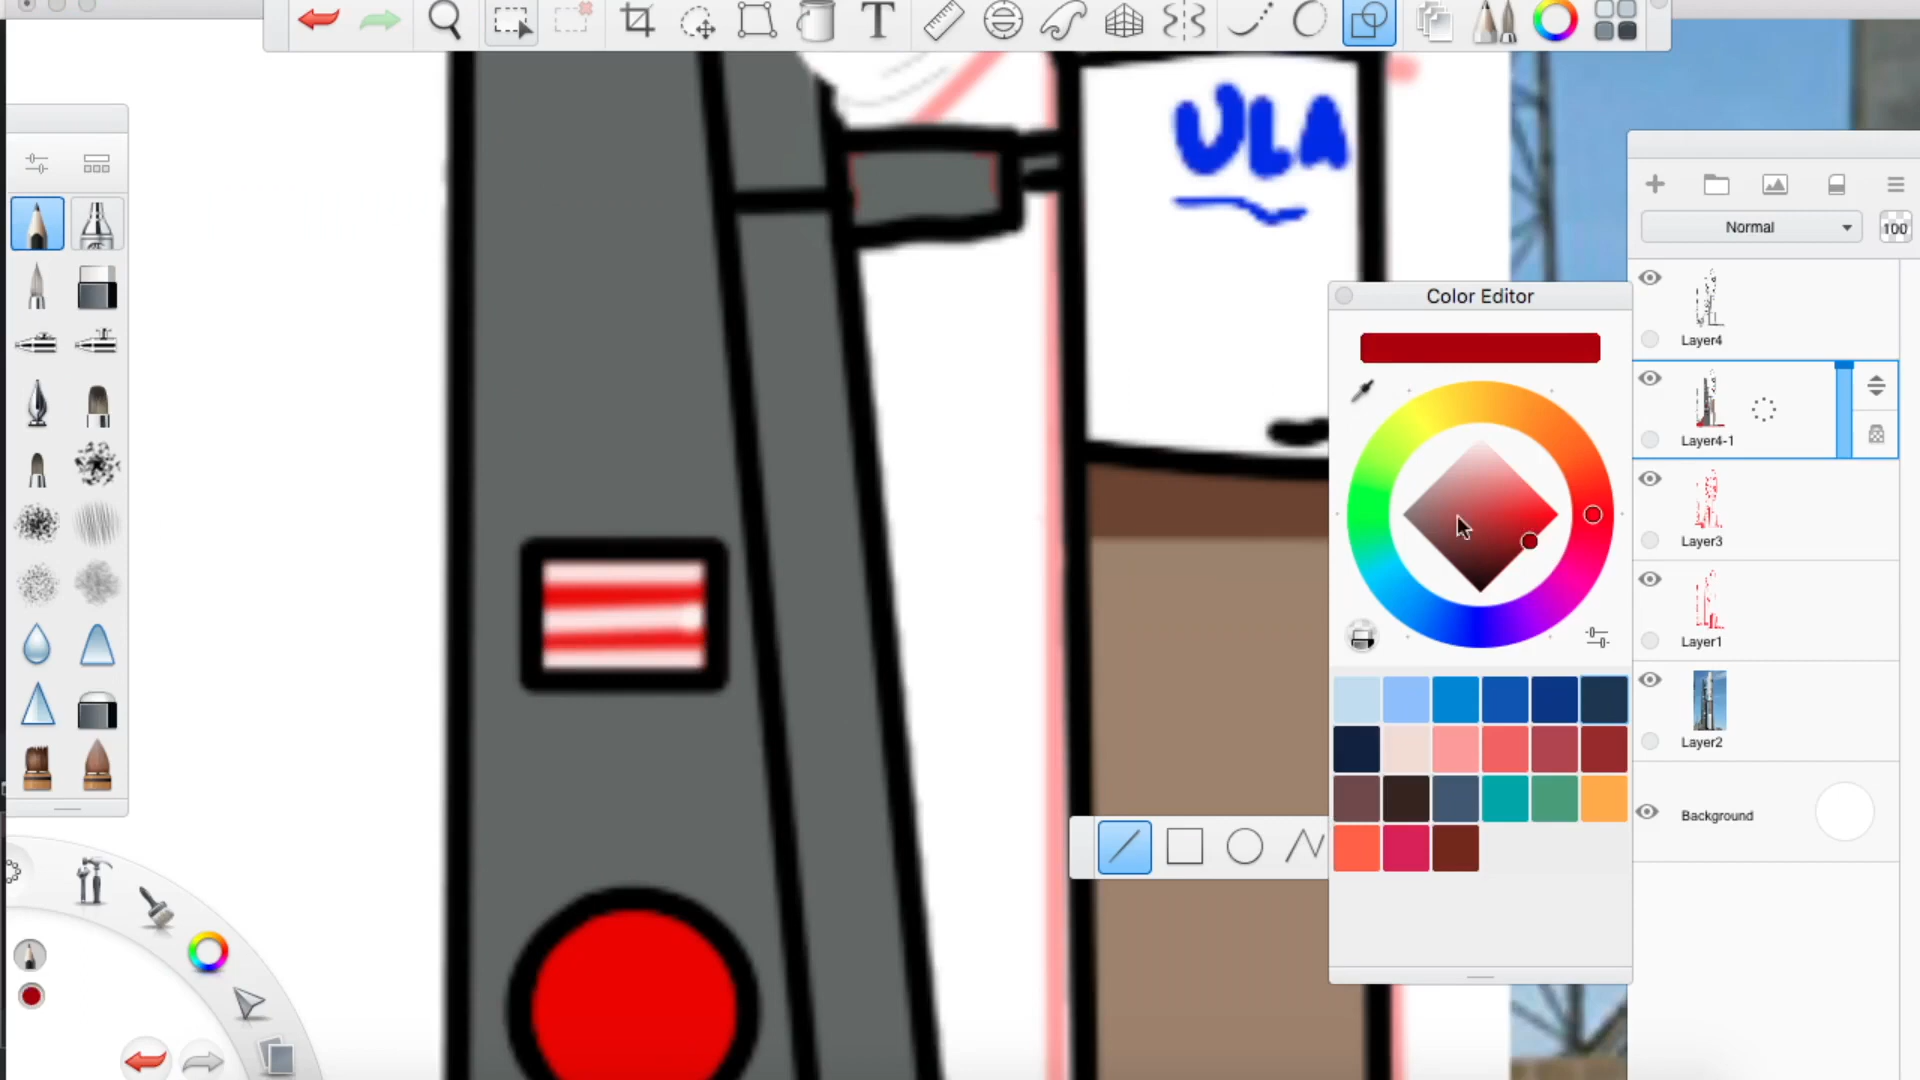 ULA
Color Editor
Normal
100
Layer4
Layer4-1
Layer3
Layer1
Layer2
Background